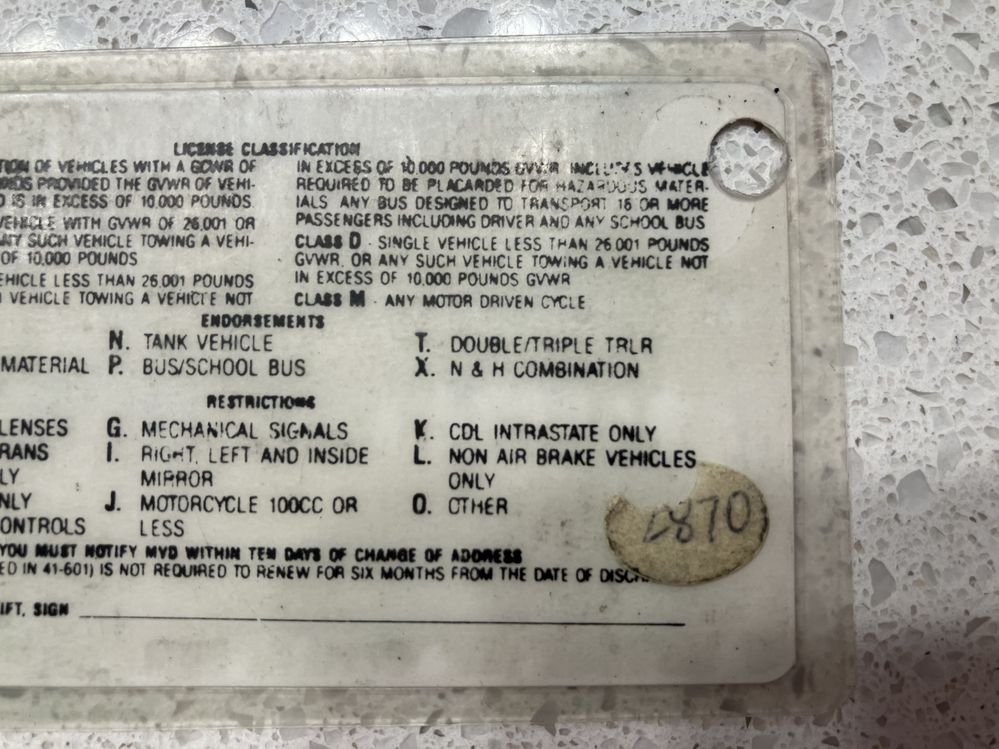 LICENSE CLASSIFICATION
TION OF VEHICLES WITH A GCWR OF
PROVIDED THE GVWR OF VEHI-
IS IN EXCESS OF 10,000 POUNDS
VEHICLE WITH GVWR OF 26,001 OR
ANY SUCH VEHICLE TOWING A VEHI-
OF 10,000 POUNDS
EHICLE LESS THAN 26,001 POUNDS
VEHICLE TOWING A VEHICLE NOT
IN EXCESS OF 10,000 POUNDS GVWR INCLUDES VEHICLE
REQUIRED TO BE PLACARDED FOR HAZARDOUS MATER-
IALS ANY BUS DESIGNED TO TRANSPORT 16 OR MORE
PASSENGERS INCLUDING DRIVER AND ANY SCHOOL BUS
CLASS D - SINGLE VEHICLE LESS THAN 26,001 POUNDS
GVWR, OR ANY SUCH VEHICLE TOWING A VEHICLE NOT
IN EXCESS OF 10,000 POUNDS GVWR
CLASS M - ANY MOTOR DRIVEN CYCLE
ENDORSEMENTS
N. TANK VEHICLE T. DOUBLE/TRIPLE TRLR
MATERIAL P. BUS/SCHOOL BUS X. N & H COMBINATION
RESTRICTIONS
LENSES G. MECHANICAL SIGNALS K. CDL INTRASTATE ONLY
RANS I. RIGHT, LEFT AND INSIDE L. NON AIR BRAKE VEHICLES
LY MIRROR ONLY
NLY J. MOTORCYCLE 100CC OR O. OTHER
ONTROLS LESS
5870
YOU MUST NOTIFY MVD WITHIN TEN DAYS OF CHANGE OF ADDRESS
ED IN 41-601) IS NOT REQUIRED TO RENEW FOR SIX MONTHS FROM THE DATE OF DISC
IFT, SIGN